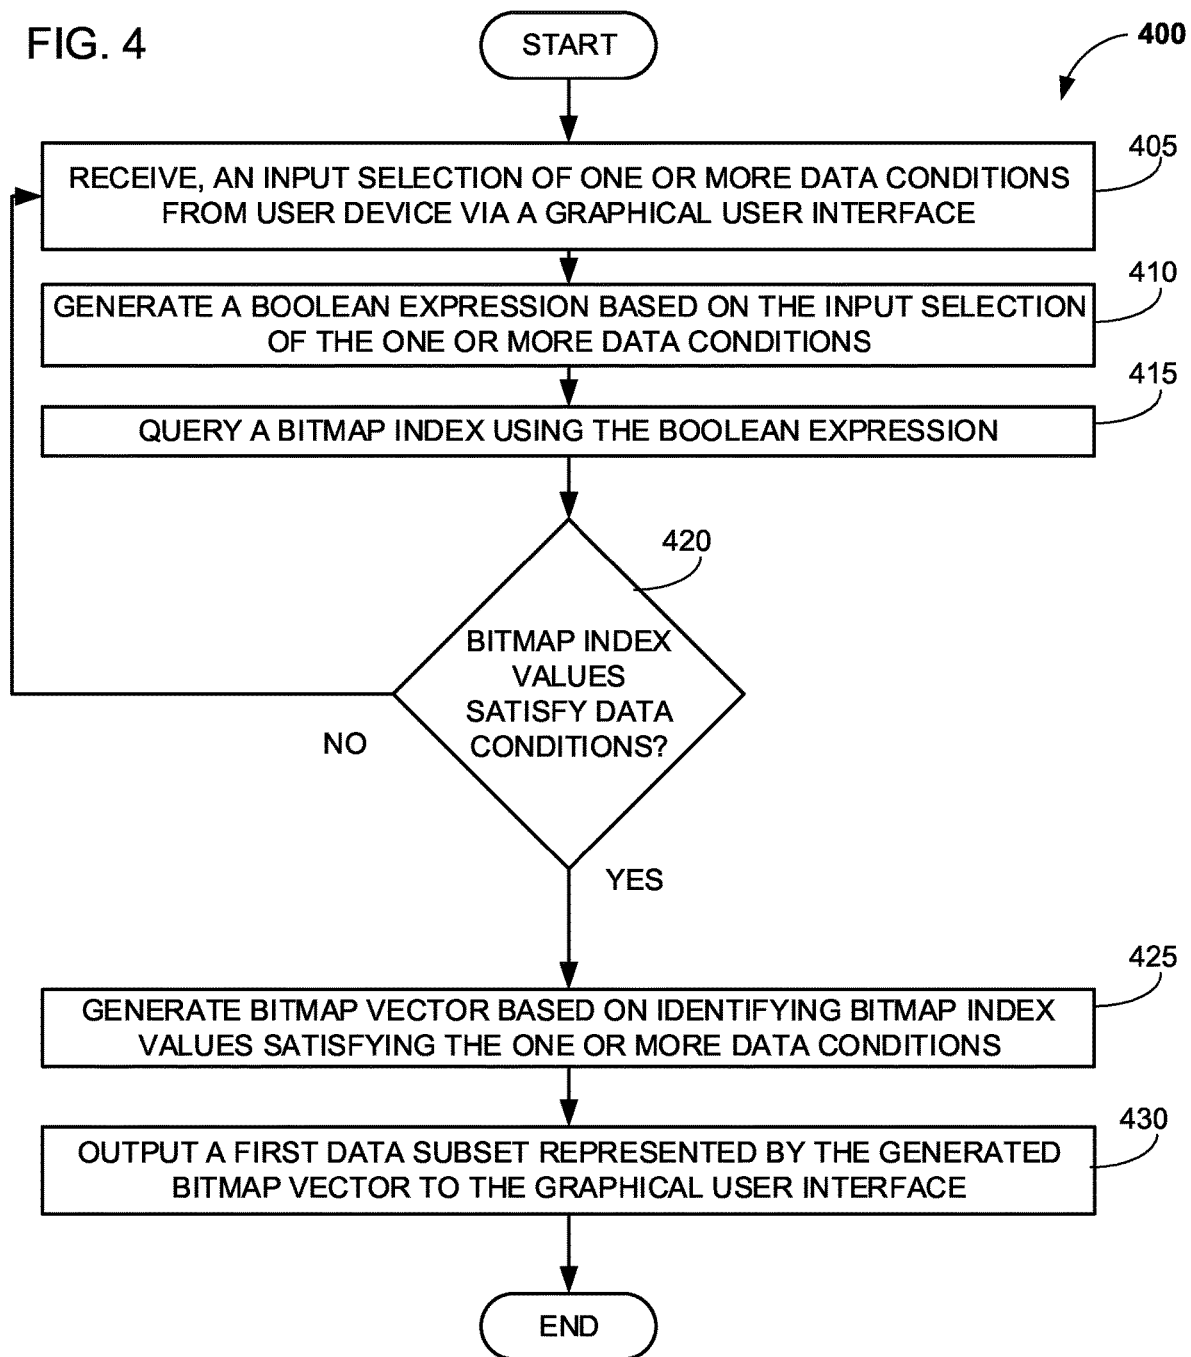 FIG. 4
START
400
RECEIVE, AN INPUT SELECTION OF ONE OR MORE DATA CONDITIONS
FROM USER DEVICE VIA A GRAPHICAL USER INTERFACE
405
GENERATE A BOOLEAN EXPRESSION BASED ON THE INPUT SELECTION
OF THE ONE OR MORE DATA CONDITIONS
410
QUERY A BITMAP INDEX USING THE BOOLEAN EXPRESSION
415
420
BITMAP INDEX
VALUES
SATISFY DATA
CONDITIONS?
NO
YES
GENERATE BITMAP VECTOR BASED ON IDENTIFYING BITMAP INDEX
VALUES SATISFYING THE ONE OR MORE DATA CONDITIONS
425
OUTPUT A FIRST DATA SUBSET REPRESENTED BY THE GENERATED
BITMAP VECTOR TO THE GRAPHICAL USER INTERFACE
430
END